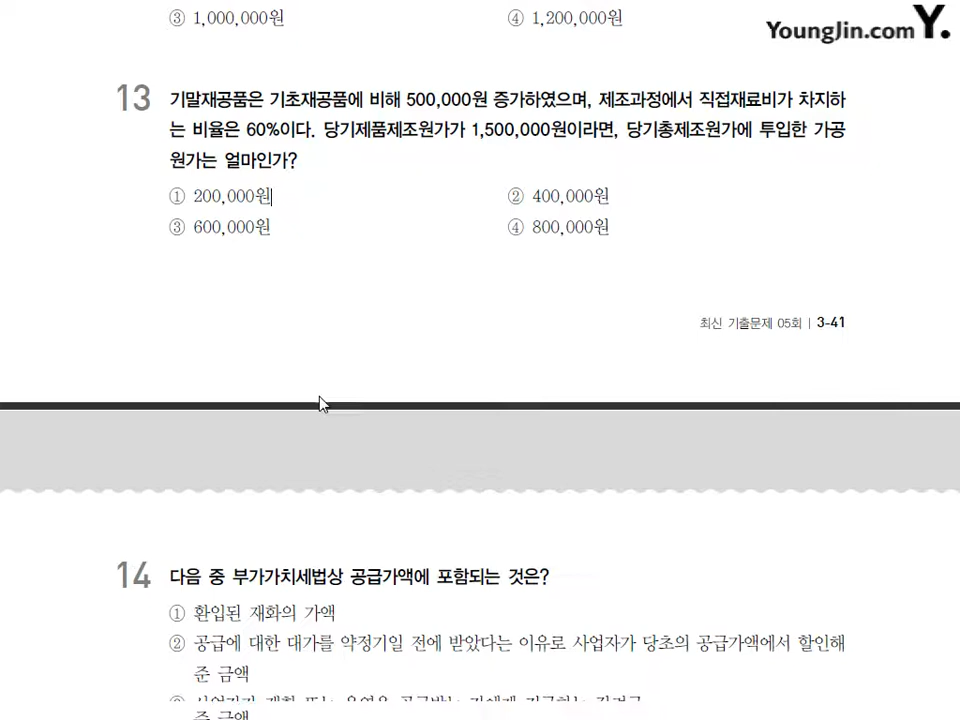 ③ 1,000,000원 ④ 1,200,000원
YoungJin.com Y.
13 기말재공품은 기초재공품에 비해 500,000원 증가하였으며, 제조과정에서 직접재료비가 차지하
는 비율은 60%이다. 당기제품제조원가가 1,500,000원이라면, 당기총제조원가에 투입한 가공
원가는 얼마인가?
① 200,000원 ② 400,000원
③ 600,000원 ④ 800,000원
최신 기출문제 05회 | 3-41
14 다음 중 부가가치세법상 공급가액에 포함되는 것은?
① 환입된 재화의 가액
② 공급에 대한 대가를 약정기일 전에 받았다는 이유로 사업자가 당초의 공급가액에서 할인해
준 금액
준 금액